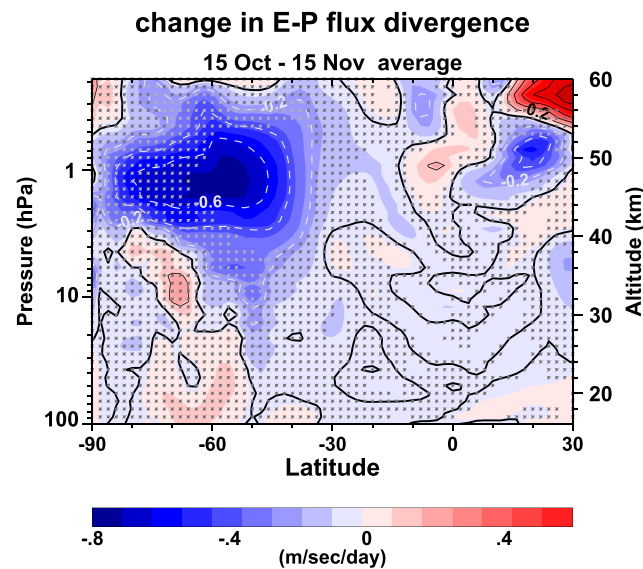 change in E-P flux divergence
15 Oct - 15 Nov average
Pressure (hPa)
1
10
100
Altitude (km)
60
50
40
30
20
-0.2
0.2
-0.2
-0.6
-0.2
-90 -60 -30 0 30
Latitude
-.8 -.4 0 .4
(m/sec/day)